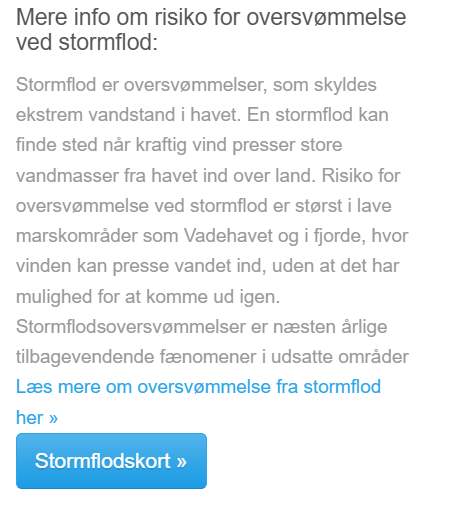 Mere info om risiko for oversvømmelse
ved stormflod:
Stormflod er oversvømmelser, som skyldes
ekstrem vandstand i havet. En stormflod kan
finde sted når kraftig vind presser store
vandmasser fra havet ind over land. Risiko for
oversvømmelse ved stormflod er størst i lave
marskområder som Vadehavet og i fjorde, hvor
vinden kan presse vandet ind, uden at det har
mulighed for at komme ud igen.
Stormflodsoversvømmelser er næsten årlige
tilbagevendende fænomener i udsatte områder
Læs mere om oversvømmelse fra stormflod
her »
Stormflodskort »